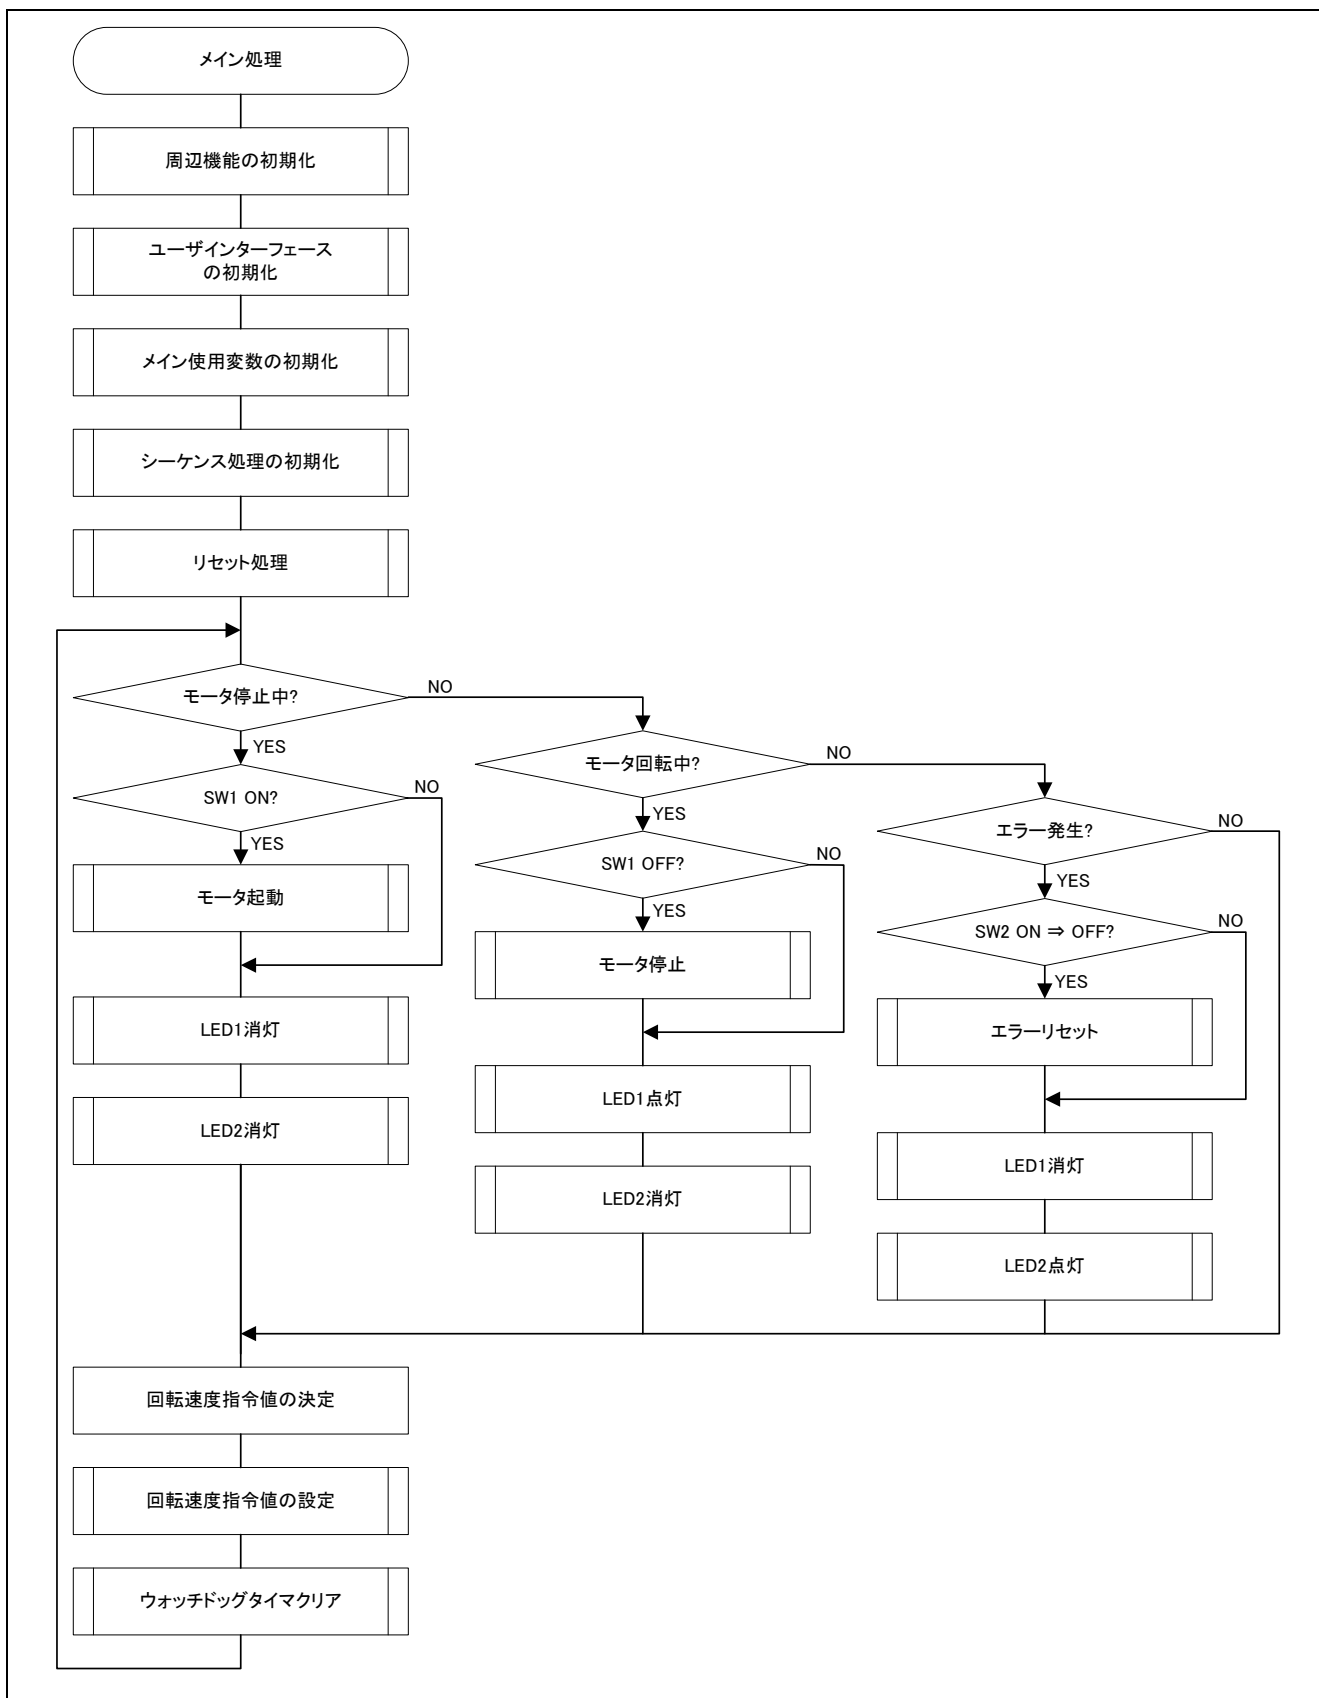 メイン処理
周辺機能の初期化
ユーザインターフェース
の初期化
メイン使用変数の初期化
シーケンス処理の初期化
リセット処理
モータ停止中?
NO
YES
SW1 ON?
NO
YES
モータ起動
LED1消灯
LED2消灯
モータ回転中?
NO
YES
SW1 OFF?
NO
YES
モータ停止
LED1点灯
LED2消灯
エラー発生?
NO
YES
SW2 ON ⇒ OFF?
NO
YES
エラーリセット
LED1消灯
LED2点灯
回転速度指令値の決定
回転速度指令値の設定
ウォッチドッグタイマクリア